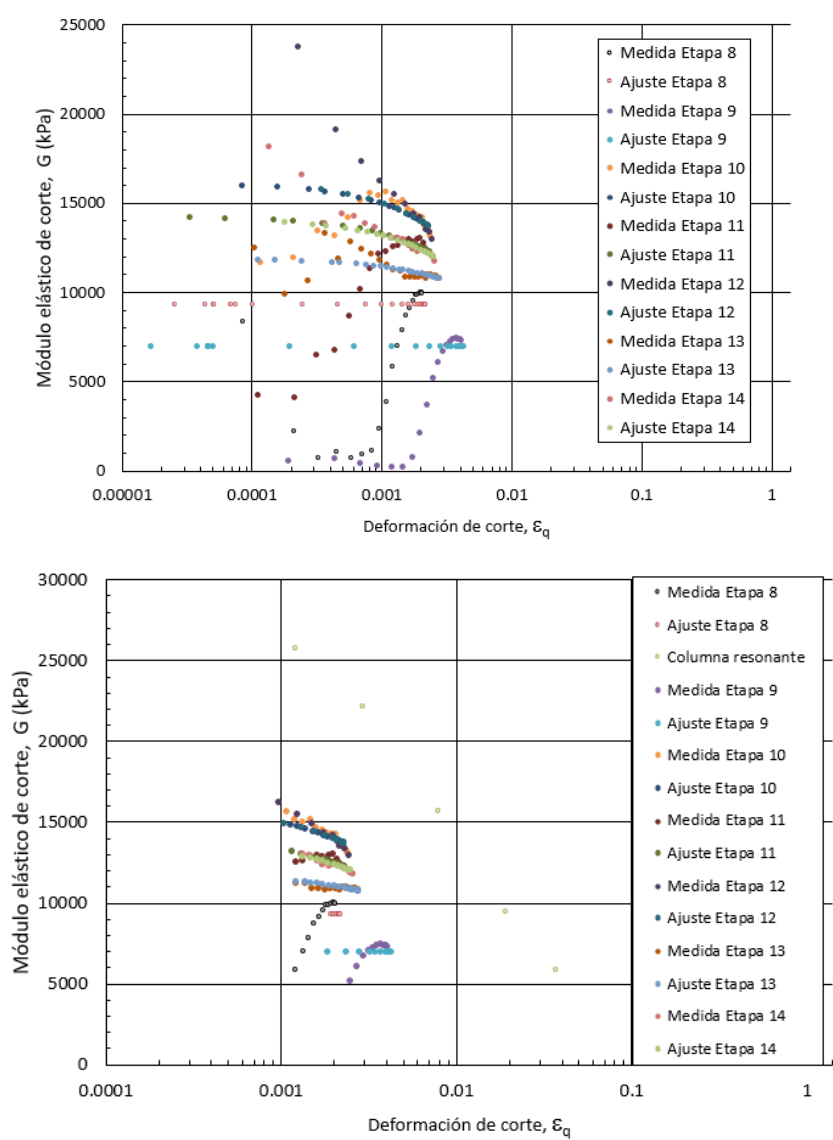 25000
20000
15000
10000
5000
0
Módulo elástico de corte, G (kPa)
0.00001
0.0001
0.001
0.01
0.1
1
Deformación de corte, εq
Medida Etapa 8
Ajuste Etapa 8
Medida Etapa 9
Ajuste Etapa 9
Medida Etapa 10
Ajuste Etapa 10
Medida Etapa 11
Ajuste Etapa 11
Medida Etapa 12
Ajuste Etapa 12
Medida Etapa 13
Ajuste Etapa 13
Medida Etapa 14
Ajuste Etapa 14
30000
25000
20000
15000
10000
5000
0
Módulo elástico de corte, G (kPa)
0.0001
0.001
0.01
0.1
1
Deformación de corte, εq
Medida Etapa 8
Ajuste Etapa 8
Columna resonante
Medida Etapa 9
Ajuste Etapa 9
Medida Etapa 10
Ajuste Etapa 10
Medida Etapa 11
Ajuste Etapa 11
Medida Etapa 12
Ajuste Etapa 12
Medida Etapa 13
Ajuste Etapa 13
Medida Etapa 14
Ajuste Etapa 14